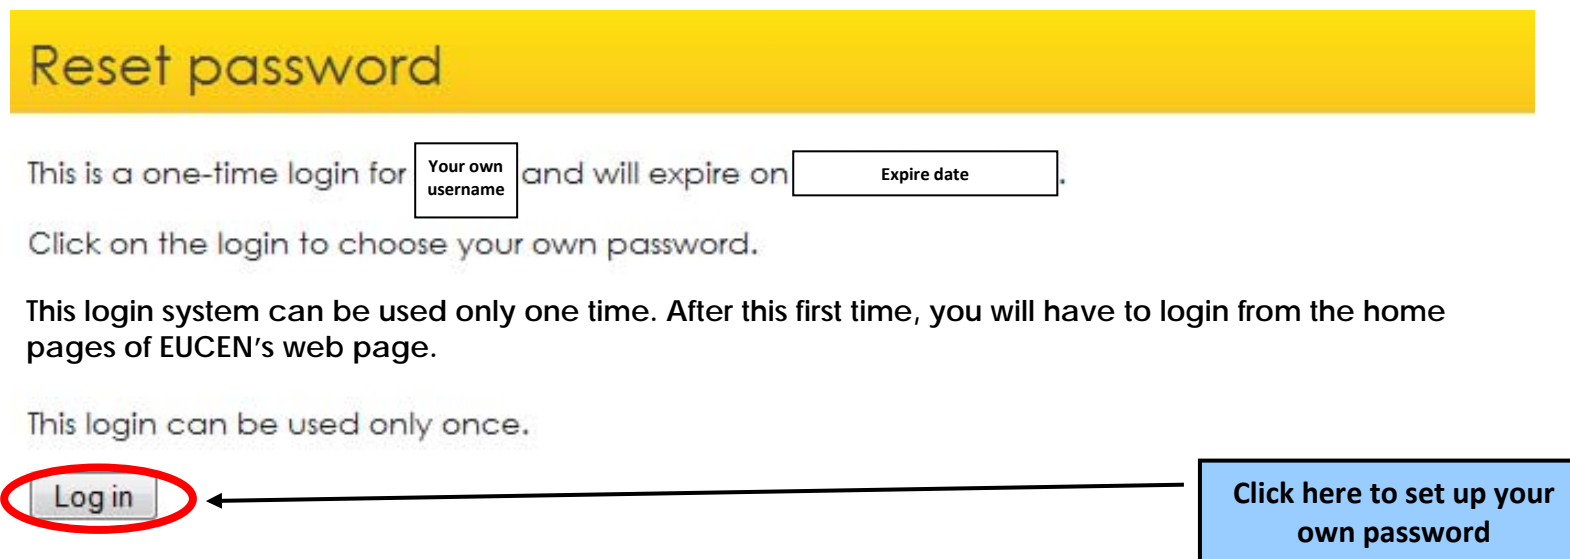 Reset password
This is a one-time login for Your own username and will expire on Expire date .
Click on the login to choose your own password.
This login system can be used only one time. After this first time, you will have to login from the home
pages of EUCEN's web page.
This login can be used only once.
Log in
Click here to set up your
own password